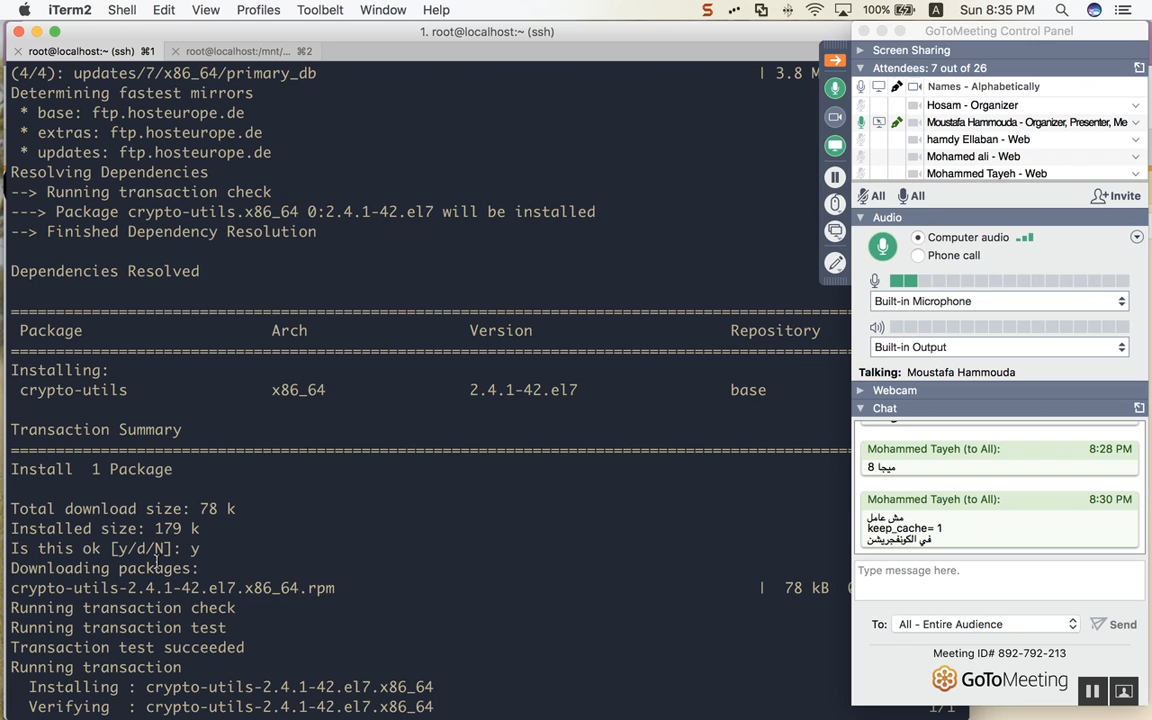 iTerm2 Shell Edit View Profiles Toolbelt Window Help 100% A Sun 8:35 PM
1. root@localhost:~ (ssh)
root@localhost:~ (ssh) ⌘1 root@localhost:/mnt/... ⌘2
(4/4): updates/7/x86_64/primary_db | 3.8 M
Determining fastest mirrors
* base: ftp.hosteurope.de
* extras: ftp.hosteurope.de
* updates: ftp.hosteurope.de
Resolving Dependencies
--> Running transaction check
---> Package crypto-utils.x86_64 0:2.4.1-42.el7 will be installed
--> Finished Dependency Resolution
Dependencies Resolved
Package Arch Version Repository
Installing:
crypto-utils x86_64 2.4.1-42.el7 base
Transaction Summary
Install 1 Package
Total download size: 78 k
Installed size: 179 k
Is this ok [y/d/N]: y
Downloading packages:
crypto-utils-2.4.1-42.el7.x86_64.rpm | 78 kB
Running transaction check
Running transaction test
Transaction test succeeded
Running transaction
Installing : crypto-utils-2.4.1-42.el7.x86_64
Verifying : crypto-utils-2.4.1-42.el7.x86_64 1/1
GoToMeeting Control Panel
Screen Sharing
Attendees: 7 out of 26
Names - Alphabetically
Hosam - Organizer
Moustafa Hammouda - Organizer, Presenter, Me
hamdy Ellaban - Web
Mohamed ali - Web
Mohammed Tayeh - Web
All All Invite
Audio
Computer audio
Phone call
Built-in Microphone
Built-in Output
Talking: Moustafa Hammouda
Webcam
Chat
Mohammed Tayeh (to All): 8:28 PM
8 ميجا
Mohammed Tayeh (to All): 8:30 PM
مش عامل
keep_cache= 1
في الكونفجريشن
Type message here.
To: All - Entire Audience Send
Meeting ID# 892-792-213
GoToMeeting